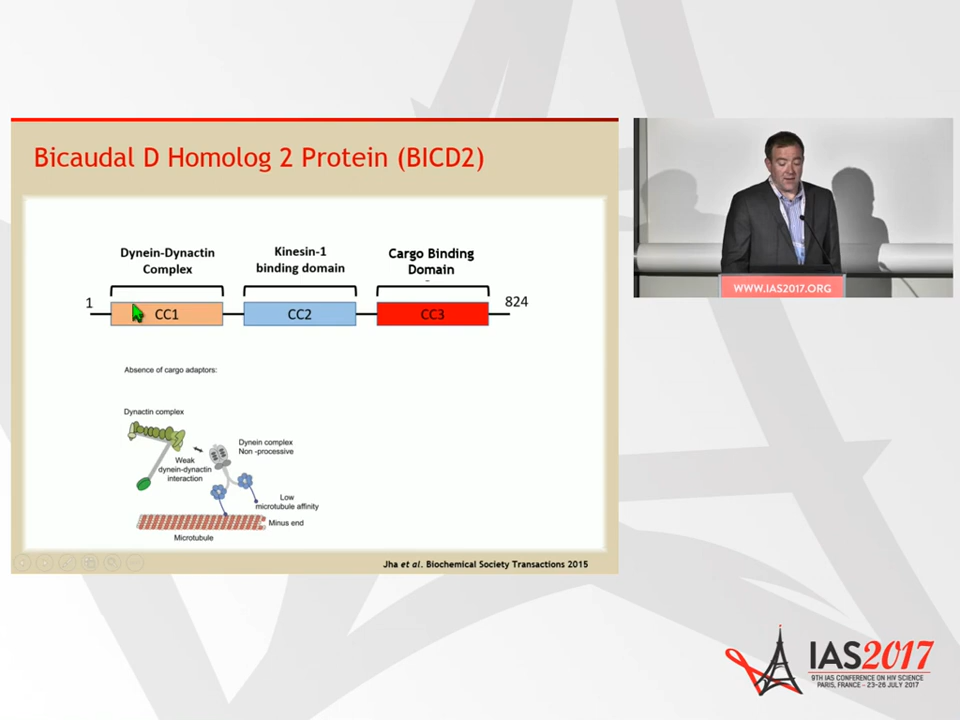 Bicaudal D Homolog 2 Protein (BICD2)
Dynein-Dynactin
Complex
Kinesin-1
binding domain
Cargo Binding
Domain
1
CC1
CC2
CC3
824
Absence of cargo adaptors:
Dynactin complex
Weak
dynein-dynactin
interaction
Dynein complex
Non -processive
Low
microtubule affinity
Minus end
Microtubule
Jha et al. Biochemical Society Transactions 2015
WWW.IAS2017.ORG
IAS2017
9TH IAS CONFERENCE ON HIV SCIENCE
PARIS, FRANCE - 23-26 JULY 2017